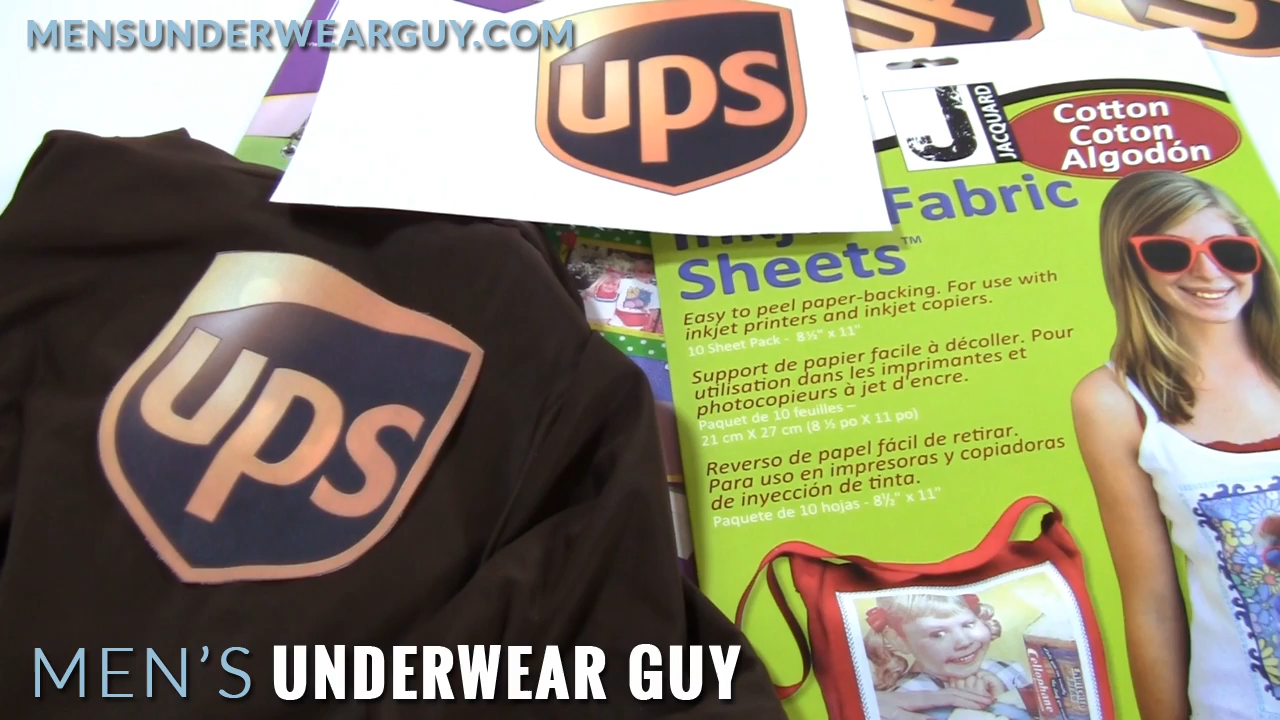 MENSUNDERWEARGUY.COM
ups
ups
ups
J
JACQUARD
Cotton
Coton
Algodón
Fabric
Sheets™
Easy to peel paper-backing. For use with
inkjet printers and inkjet copiers.
10 Sheet Pack - 8½" x 11"
Support de papier facile à décoller. Pour
utilisation dans les imprimantes et
photocopieurs à jet d'encre.
Paquet de 10 feuilles –
21 cm X 27 cm (8 ½ po X 11 po)
Reverso de papel fácil de retirar.
Para uso en impresoras y copiadoras
de inyección de tinta.
Paquete de 10 hojas - 8½" x 11"
Cellophane
MEN'S UNDERWEAR GUY